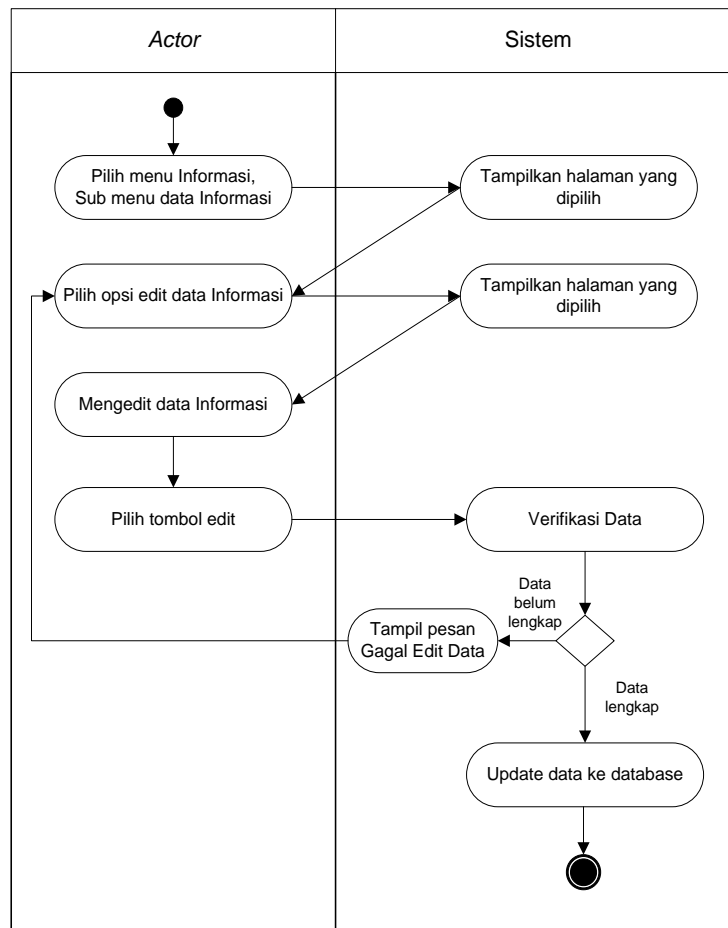 Actor
Sistem
Pilih menu Informasi,
Sub menu data Informasi
Tampilkan halaman yang
dipilih
Pilih opsi edit data Informasi
Tampilkan halaman yang
dipilih
Mengedit data Informasi
Pilih tombol edit
Verifikasi Data
Data
belum
lengkap
Tampil pesan
Gagal Edit Data
Data
lengkap
Update data ke database